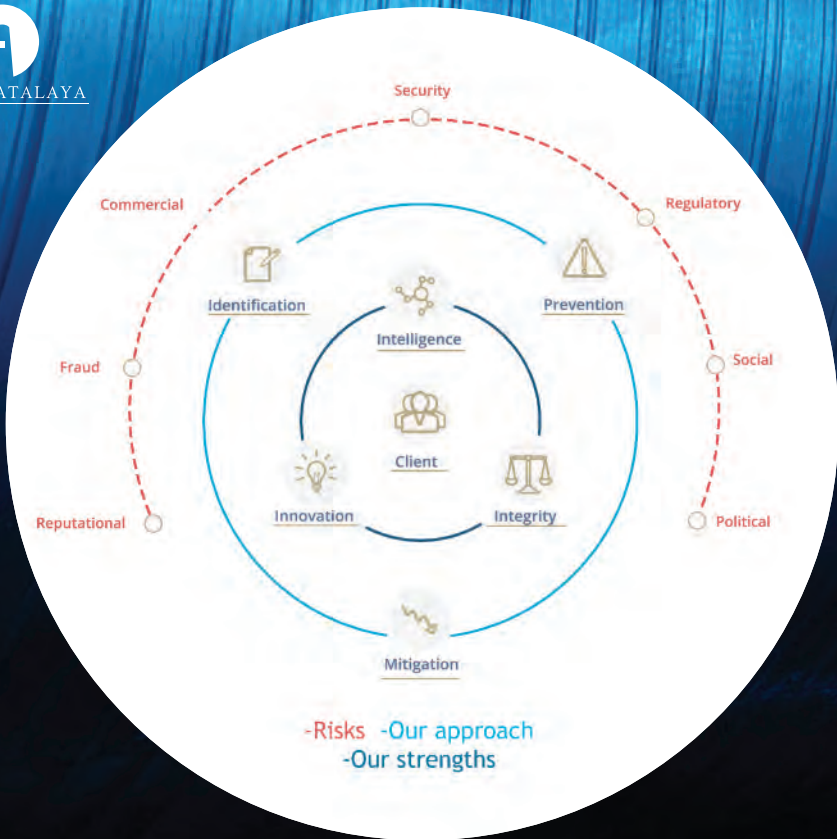 ATALAYA
Security
Commercial
Regulatory
Identification
Prevention
Intelligence
Fraud
Social
Client
Innovation
Integrity
Reputational
Political
Mitigation
-Risks -Our approach
-Our strengths